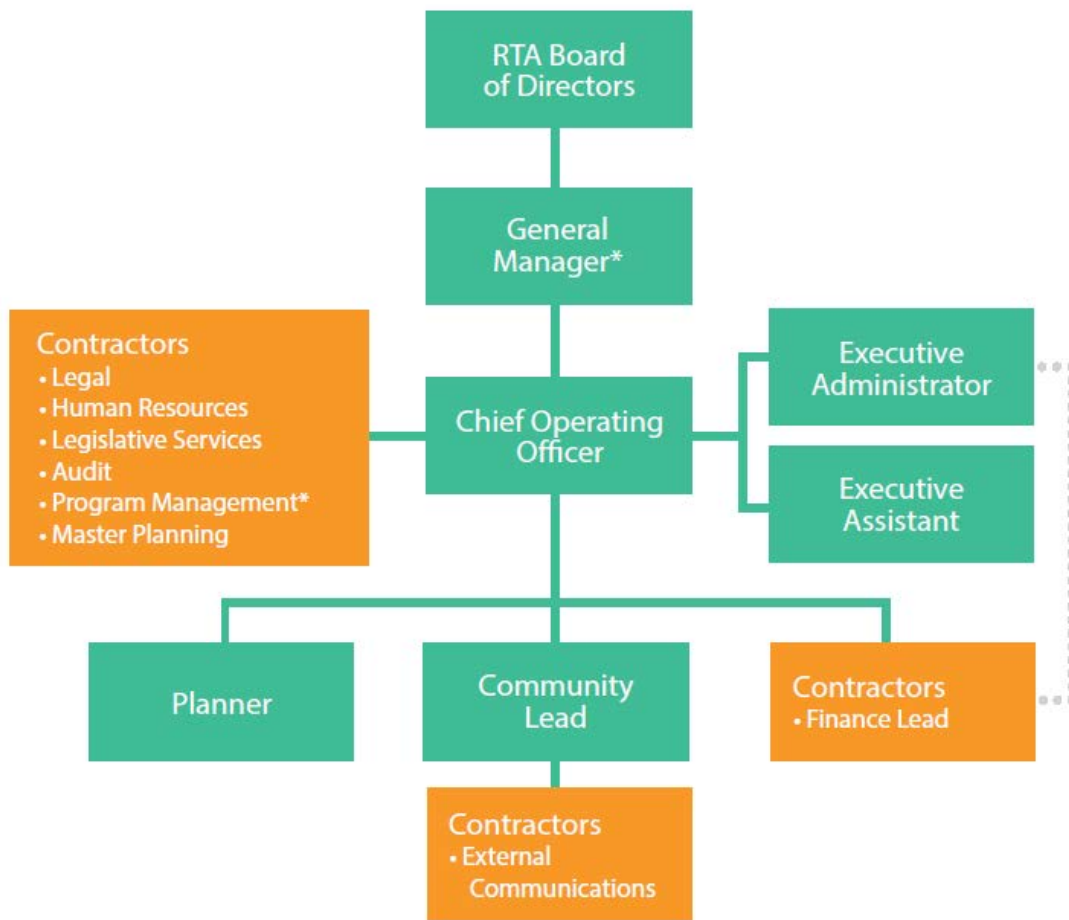 RTA Board
of Directors
General
Manager*
Contractors
• Legal
• Human Resources
• Legislative Services
• Audit
• Program Management*
• Master Planning
Chief Operating
Officer
Executive
Administrator
Executive
Assistant
Planner
Community
Lead
Contractors
• Finance Lead
Contractors
• External
Communications